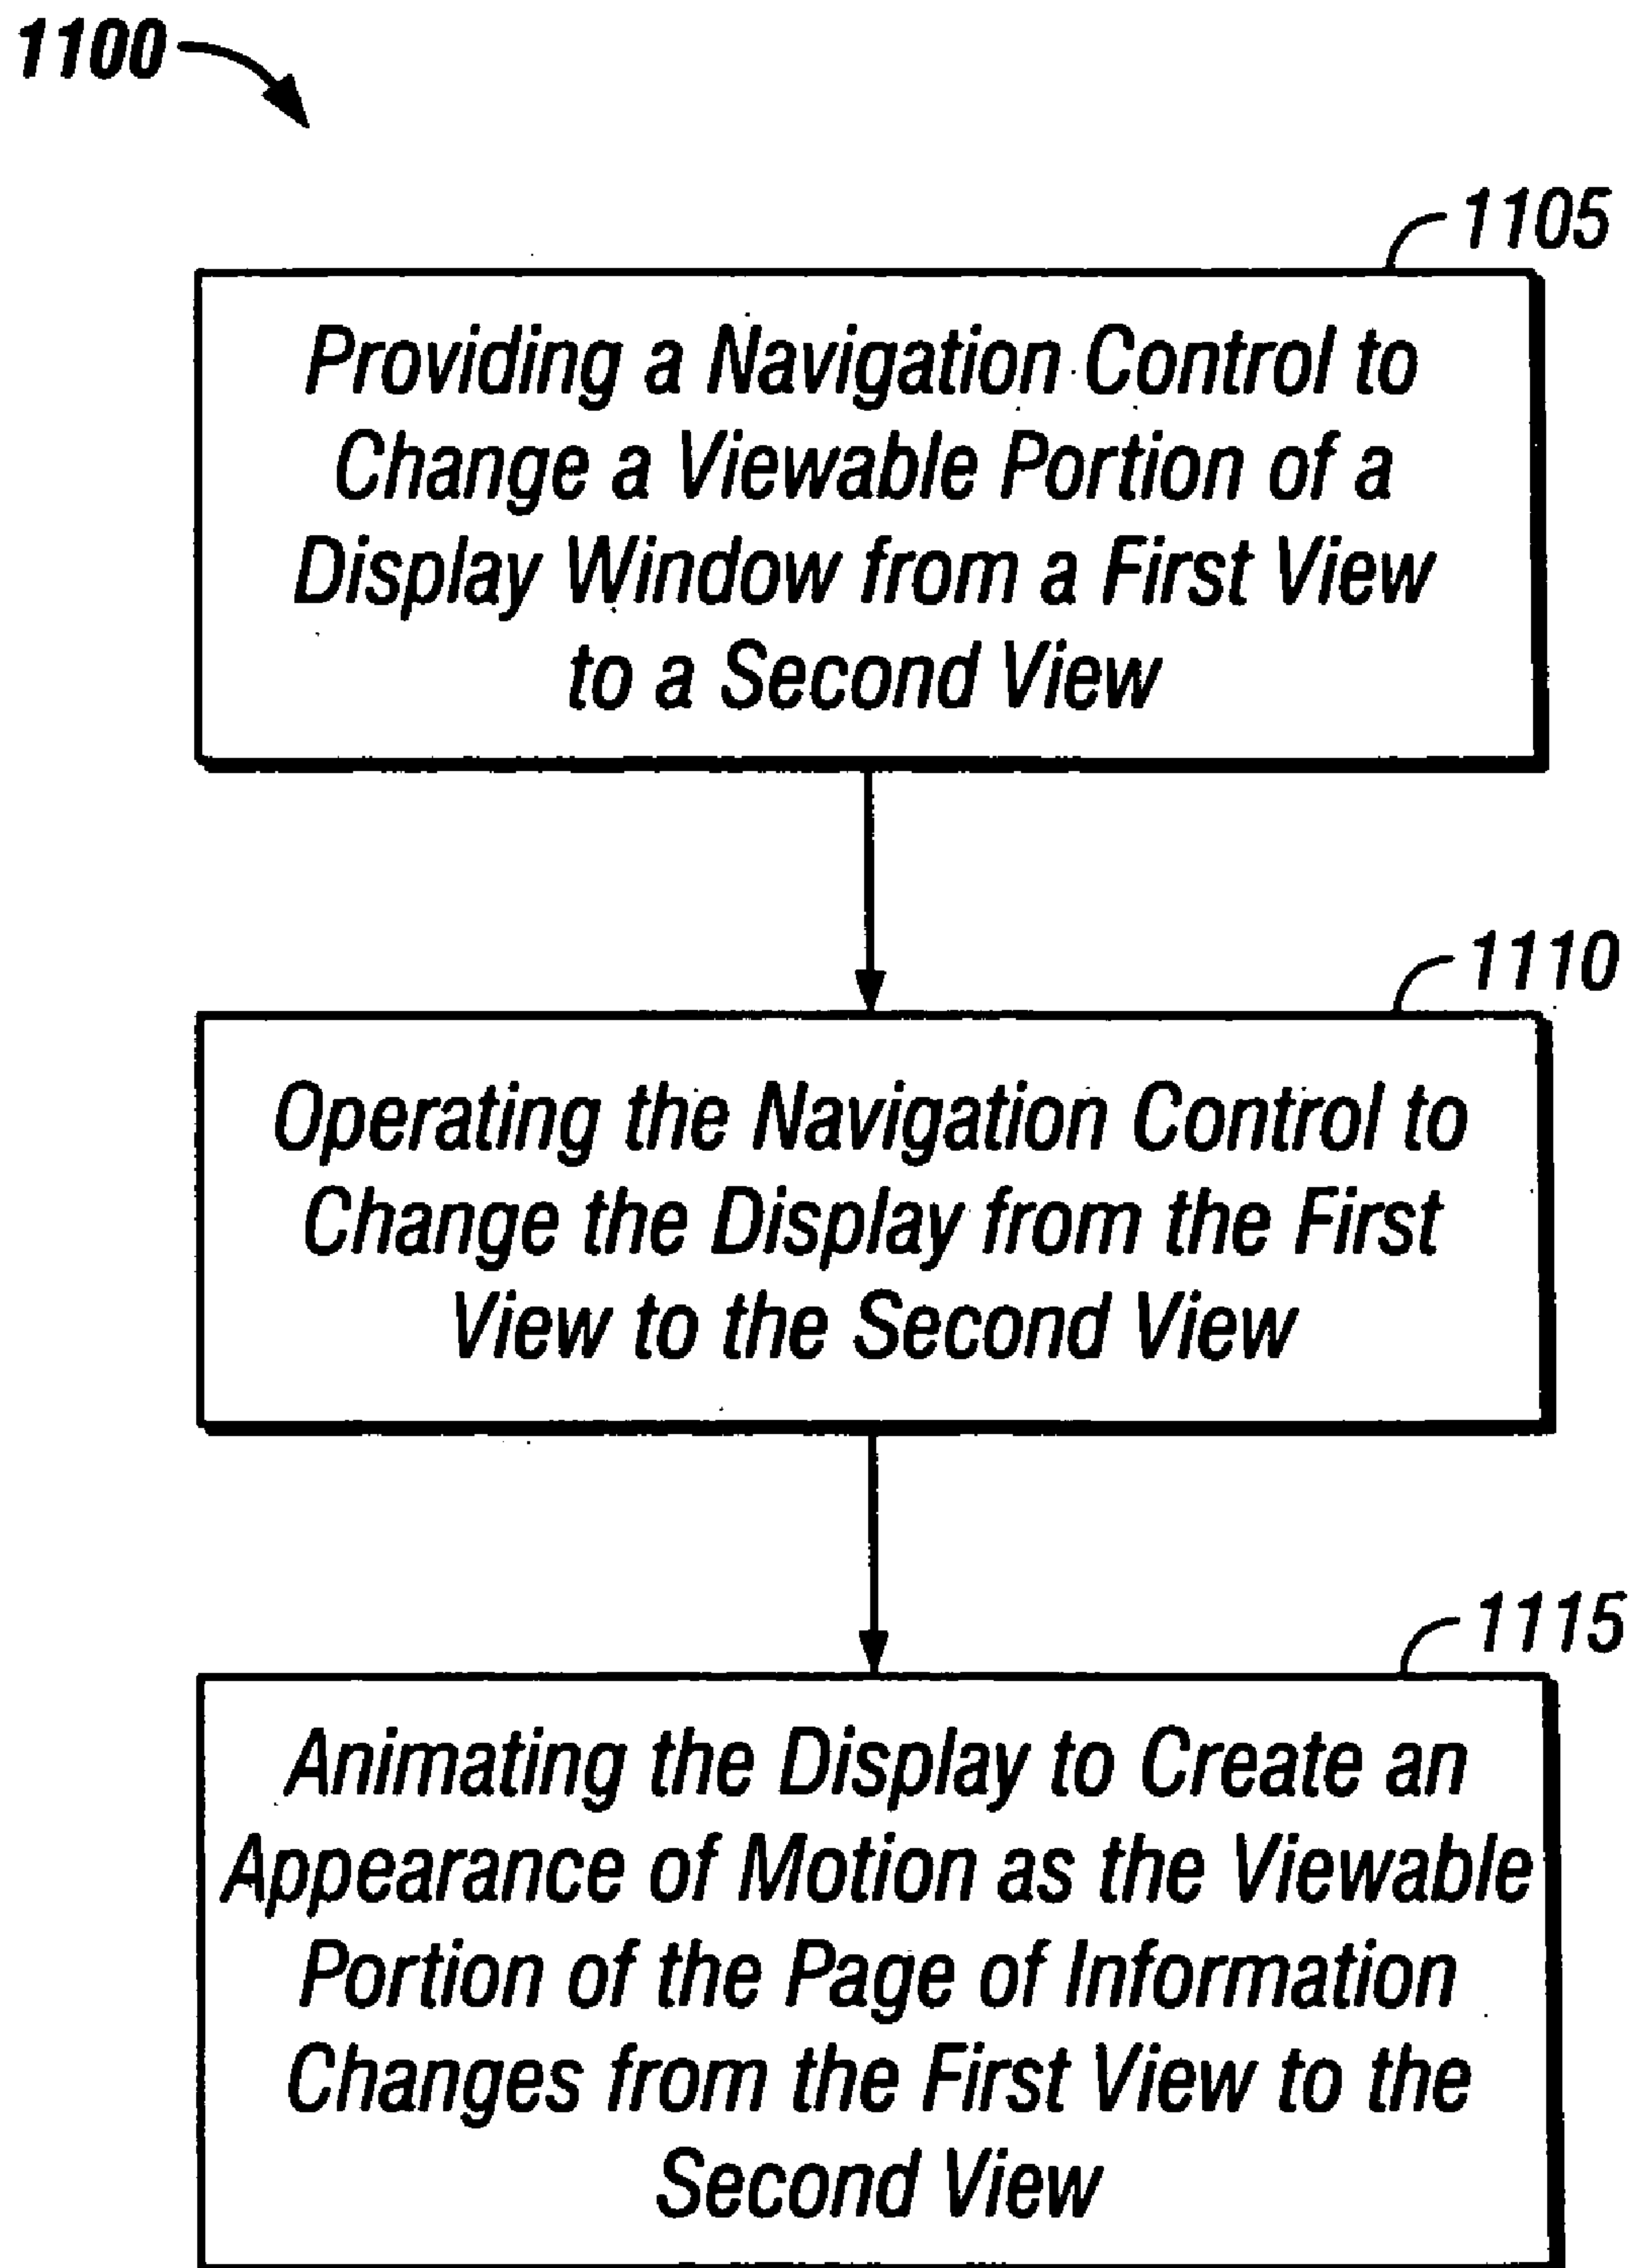 1100
1105
Providing a Navigation Control to
Change a Viewable Portion of a
Display Window from a First View
to a Second View
1110
Operating the Navigation Control to
Change the Display from the First
View to the Second View
1115
Animating the Display to Create an
Appearance of Motion as the Viewable
Portion of the Page of Information
Changes from the First View to the
Second View